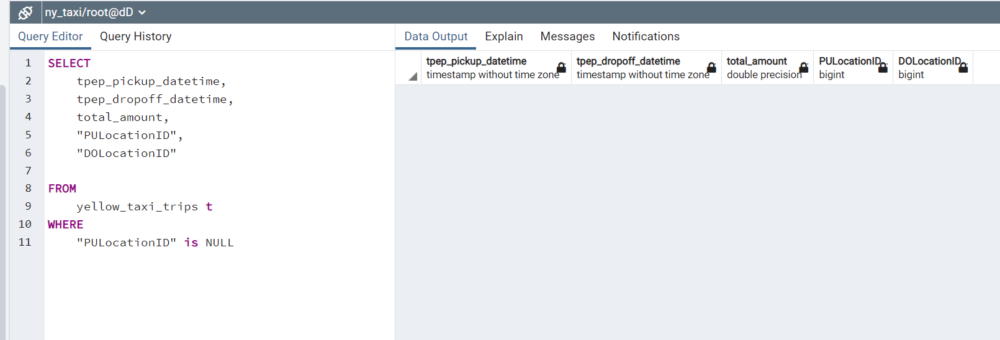 ny_taxi/root@dD
Query Editor Query History
1 SELECT
2 tpep_pickup_datetime,
3 tpep_dropoff_datetime,
4 total_amount,
5 "PULocationID",
6 "DOLocationID"
7
8 FROM
9 yellow_taxi_trips t
10 WHERE
11 "PULocationID" is NULL
Data Output Explain Messages Notifications
tpep_pickup_datetime tpep_dropoff_datetime total_amount PULocationID DOLocationID
timestamp without time zone timestamp without time zone double precision bigint bigint